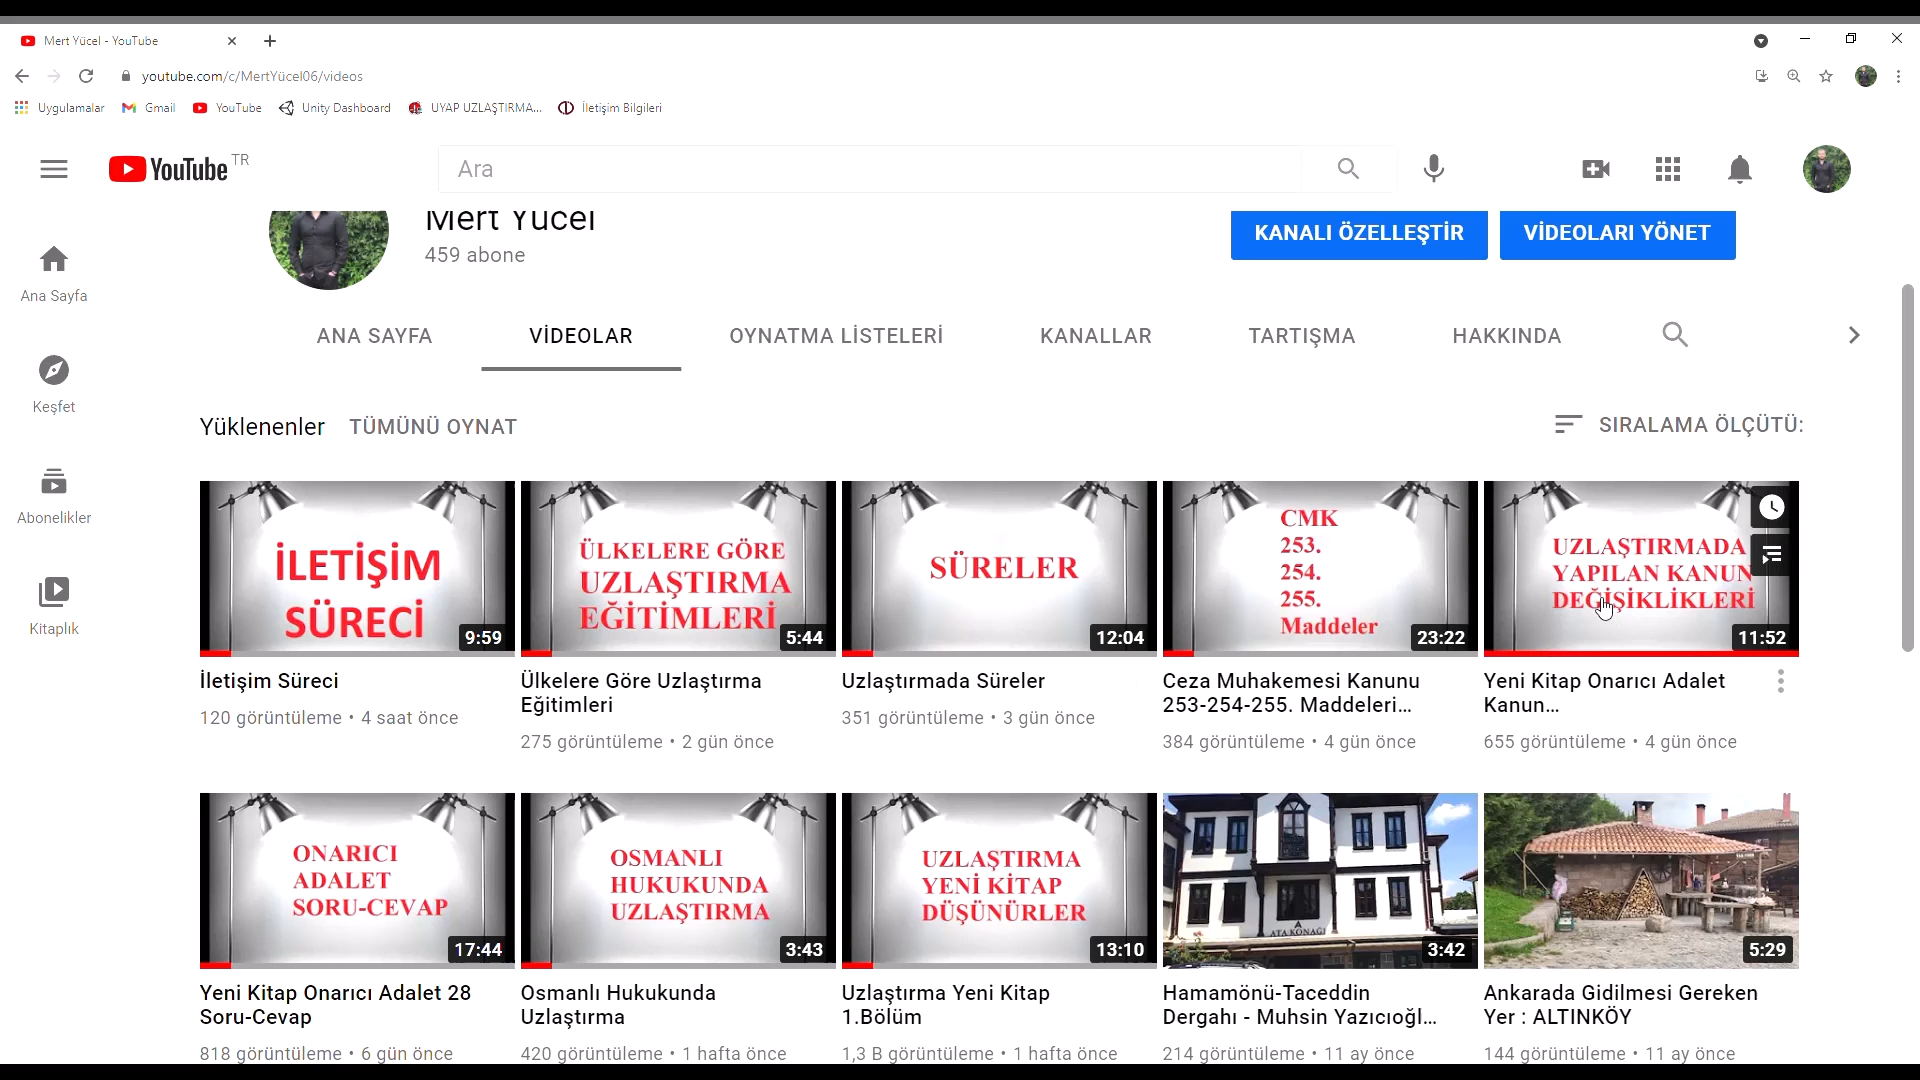 Mert Yücel - YouTube
youtube.com/c/MertYücel06/videos
Uygulamalar Gmail YouTube Unity Dashboard UYAP UZLAŞTIRMA... İletişim Bilgileri
YouTube TR
Ara
Mert Yücel
459 abone
KANALI ÖZELLEŞTİR
VİDEOLARI YÖNET
Ana Sayfa
Keşfet
Abonelikler
Kitaplık
ANA SAYFA VİDEOLAR OYNATMA LİSTELERİ KANALLAR TARTIŞMA HAKKINDA
Yüklenenler TÜMÜNÜ OYNAT
SIRALAMA ÖLÇÜTÜ:
İLETİŞİM
SÜRECİ
9:59
İletişim Süreci
120 görüntüleme • 4 saat önce
ÜLKELERE GÖRE
UZLAŞTIRMA
EĞİTİMLERİ
5:44
Ülkelere Göre Uzlaştırma
Eğitimleri
275 görüntüleme • 2 gün önce
SÜRELER
12:04
Uzlaştırmada Süreler
351 görüntüleme • 3 gün önce
CMK
253.
254.
255.
Maddeler
23:22
Ceza Muhakemesi Kanunu
253-254-255. Maddeleri...
384 görüntüleme • 4 gün önce
UZLAŞTIRMADA
YAPILAN KANUN
DEĞİŞİKLİKLERİ
11:52
Yeni Kitap Onarıcı Adalet
Kanun...
655 görüntüleme • 4 gün önce
ONARICI
ADALET
SORU-CEVAP
17:44
Yeni Kitap Onarıcı Adalet 28
Soru-Cevap
818 görüntüleme • 6 gün önce
OSMANLI
HUKUKUNDA
UZLAŞTIRMA
3:43
Osmanlı Hukukunda
Uzlaştırma
420 görüntüleme • 1 hafta önce
UZLAŞTIRMA
YENİ KİTAP
DÜŞÜNÜRLER
13:10
Uzlaştırma Yeni Kitap
1.Bölüm
1,3 B görüntüleme • 1 hafta önce
ATA KONAĞI
3:42
Hamamönü-Taceddin
Dergahı - Muhsin Yazıcıoğl...
214 görüntüleme • 11 ay önce
5:29
Ankarada Gidilmesi Gereken
Yer : ALTINKÖY
144 görüntüleme • 11 ay önce